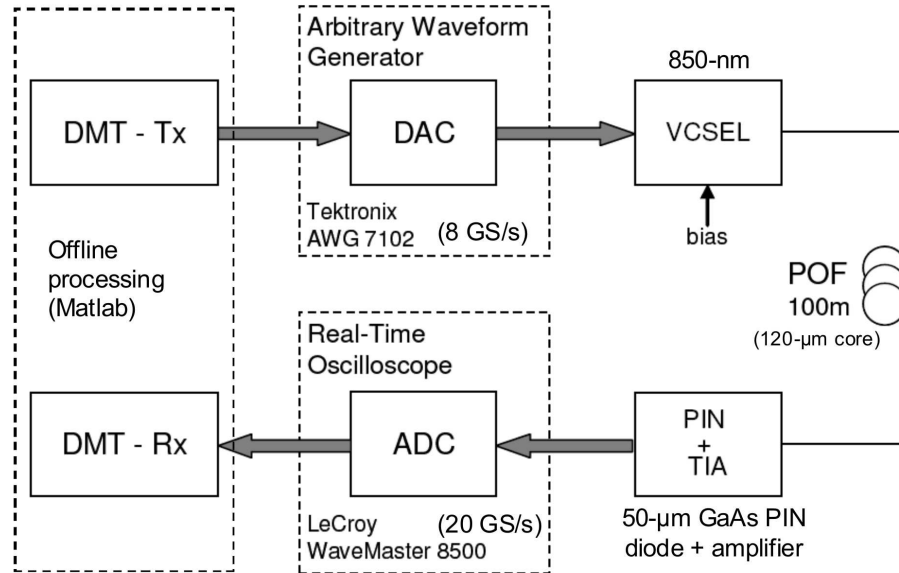 Arbitrary Waveform
Generator
850-nm
DMT - Tx
DAC
VCSEL
Tektronix
AWG 7102
(8 GS/s)
bias
Offline
processing
(Matlab)
POF
100m
(120-μm core)
Real-Time
Oscilloscope
DMT - Rx
ADC
PIN
+
TIA
LeCroy
WaveMaster 8500
(20 GS/s)
50-μm GaAs PIN
diode + amplifier